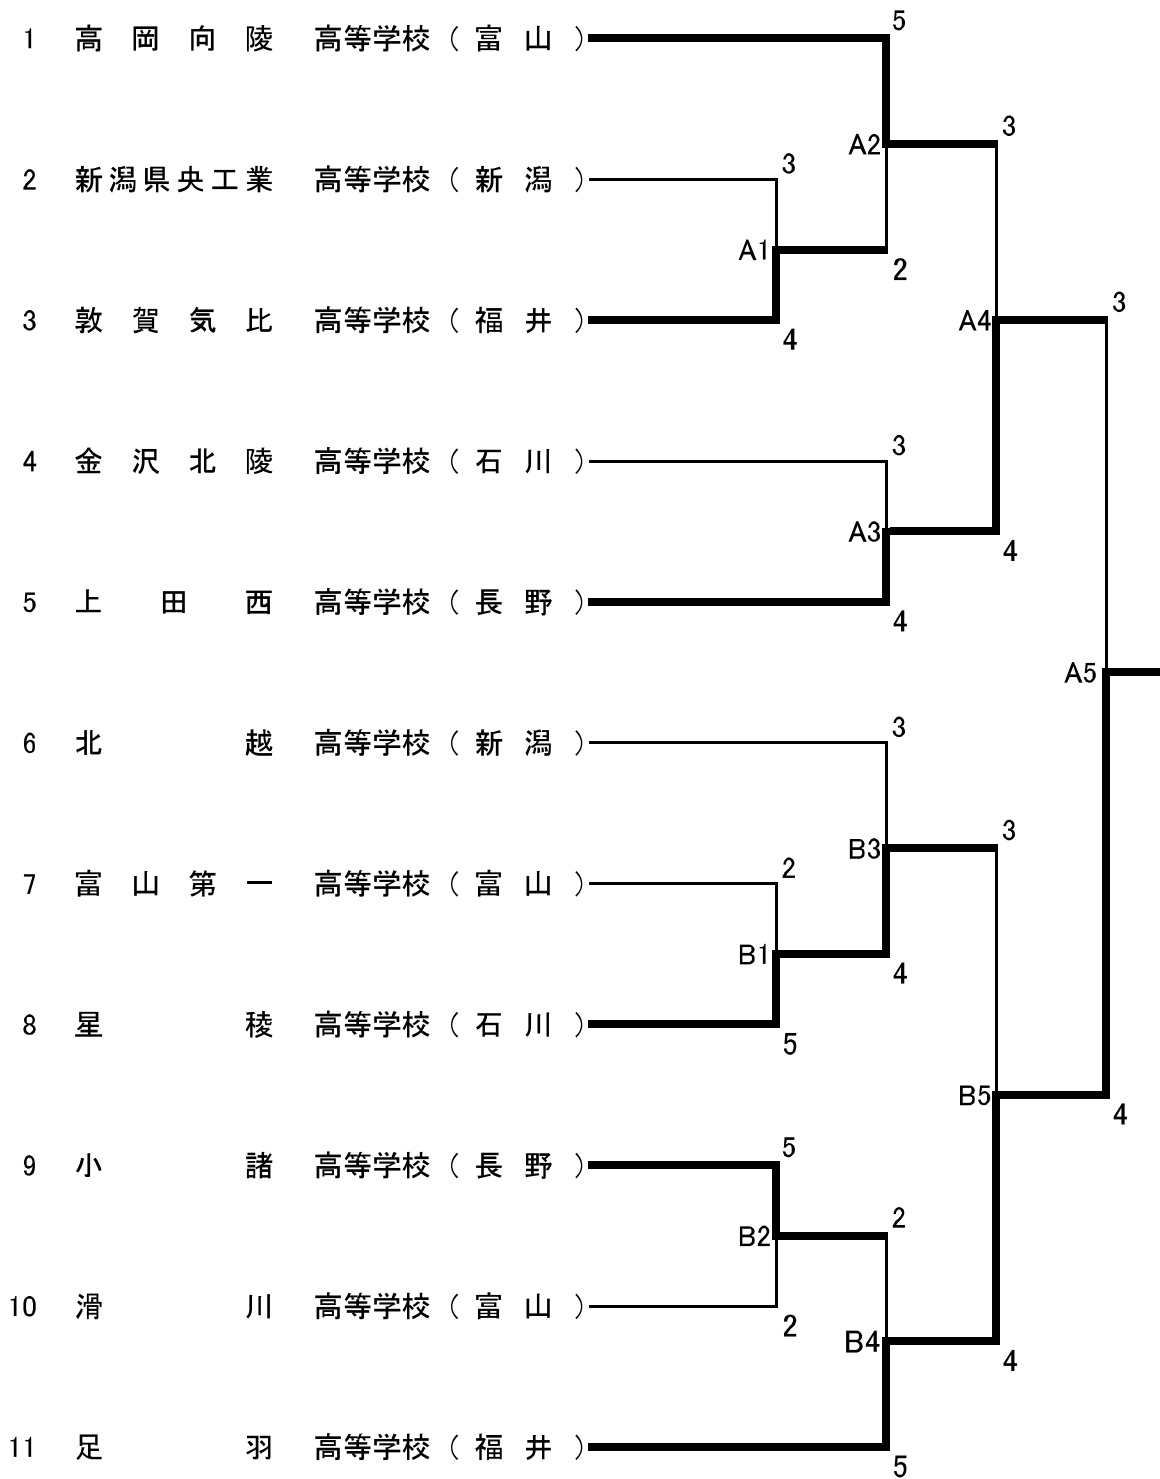 5
1 高岡向陵 高等学校（富山）
3
A2
3
2 新潟県央工業 高等学校（新潟）
A1
2
3
3 敦賀気比 高等学校（福井）
A4
4
3
4 金沢北陵 高等学校（石川）
A3
4
5 上田西 高等学校（長野）
4
A5
3
6 北越 高等学校（新潟）
3
B3
2
7 富山第一 高等学校（富山）
B1
4
8 星稜 高等学校（石川）
5
B5
4
5
9 小諸 高等学校（長野）
2
B2
10 滑川 高等学校（富山）
2
B4
4
11 足羽 高等学校（福井）
5